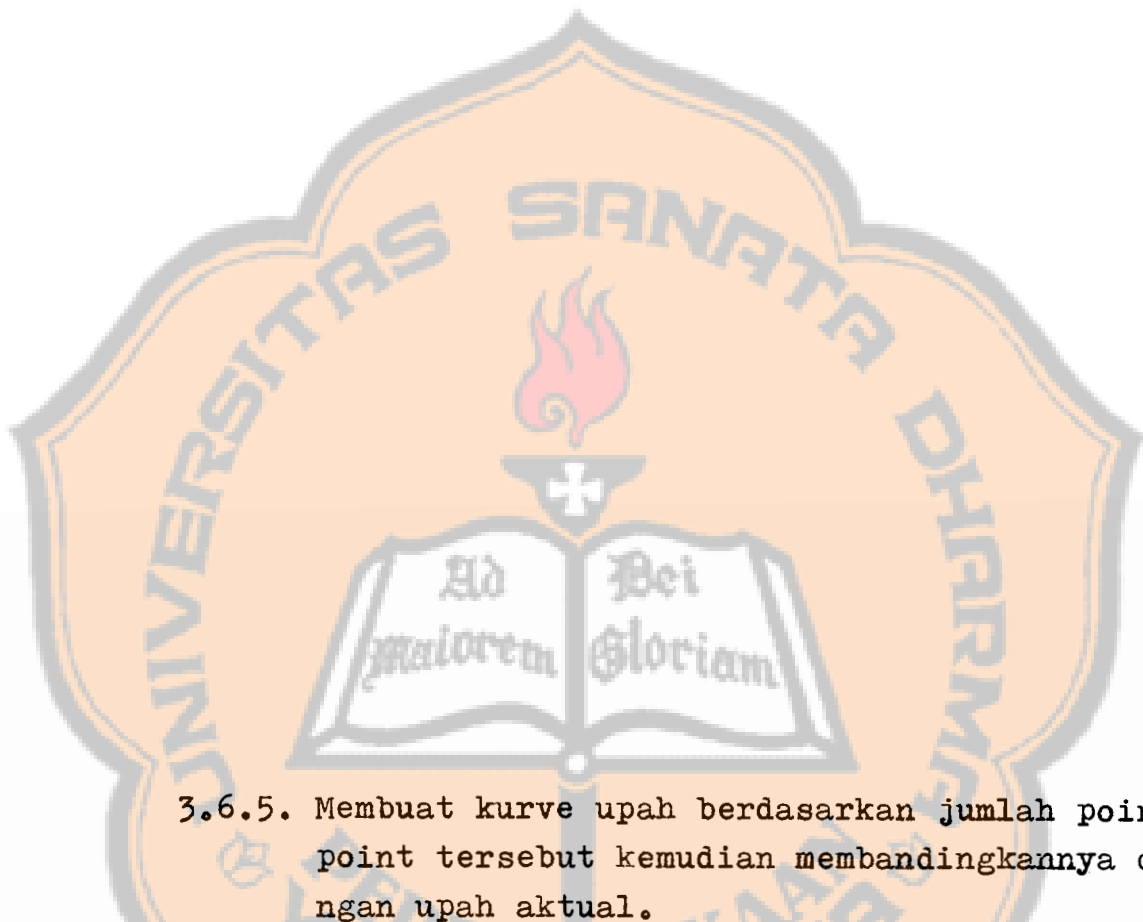 UNIVERSITAS SANATA DHARMA
Ad Dei
Maiorem Gloriam
3.6.5. Membuat kurve upah berdasarkan jumlah
point tersebut kemudian membandingkannya
ngan upah aktual.